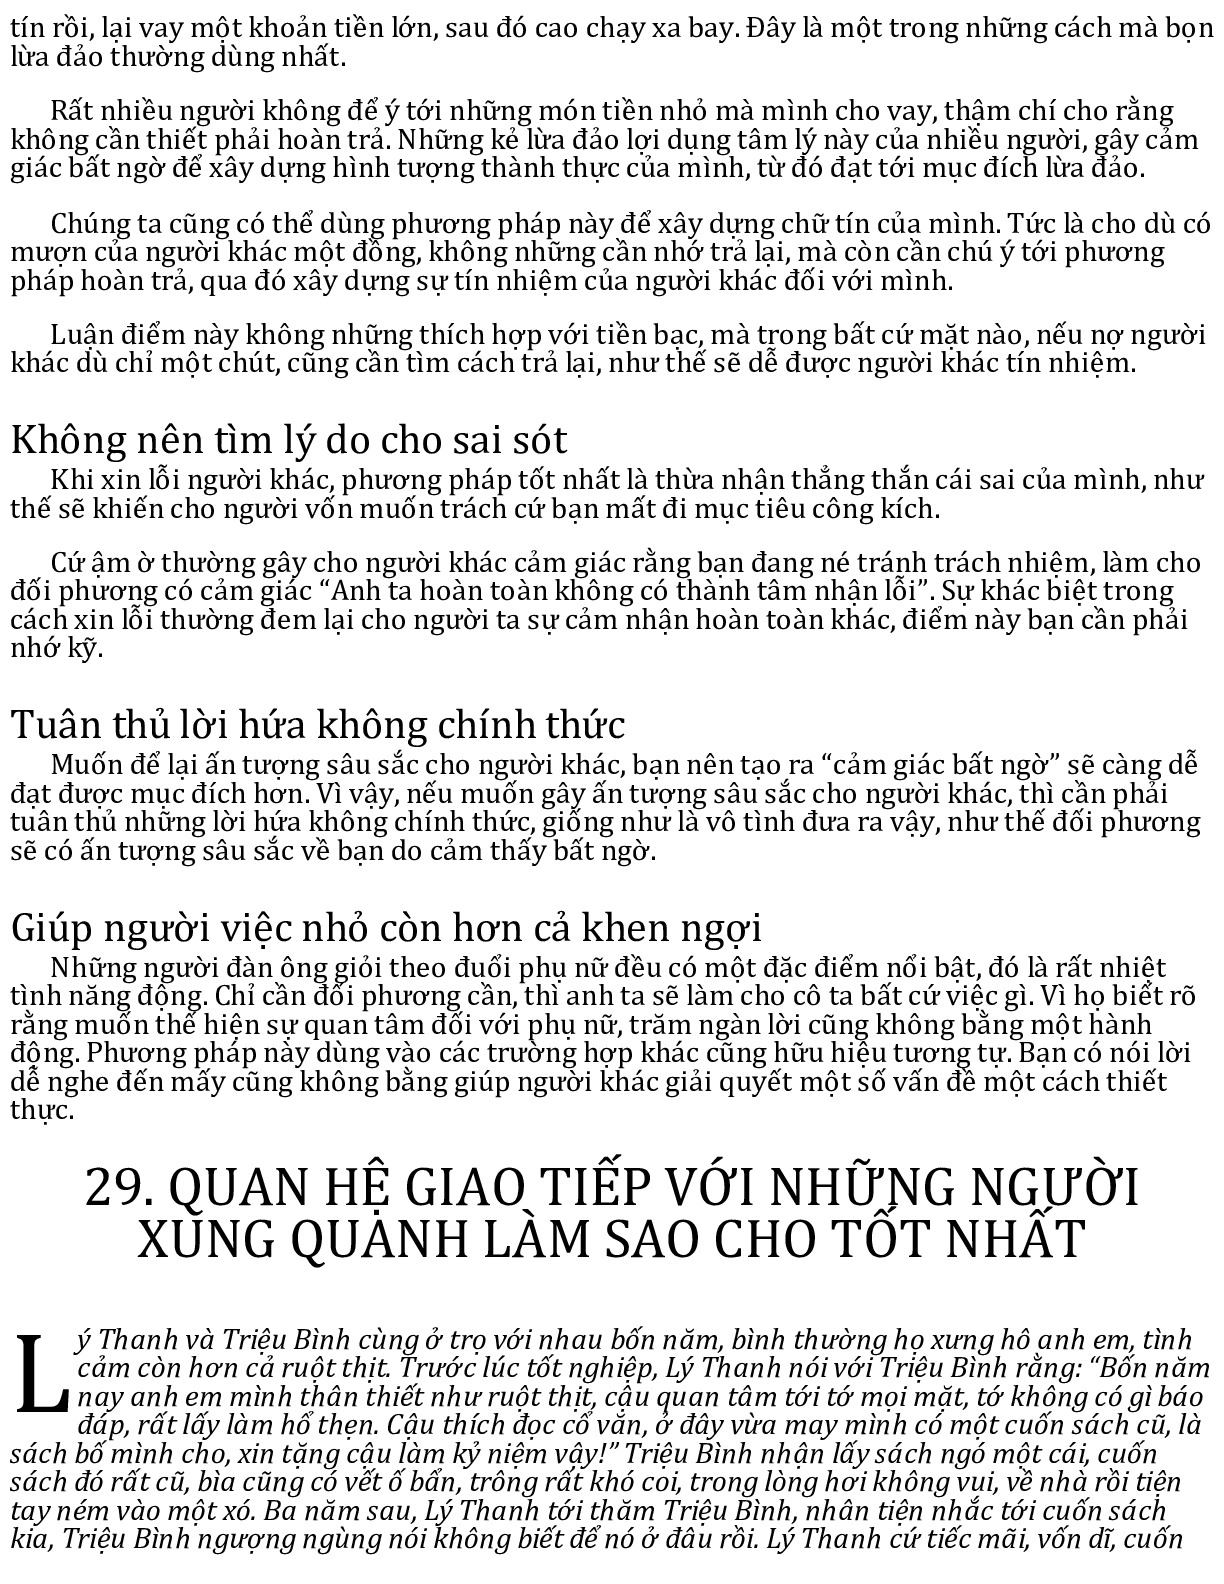 tín rồi, lại vay một khoản tiền lớn, sau đó cao chạy xa bay. Đây là một trong những cách mà bọn
lừa đảo thường dùng nhất.
Rất nhiều người không để ý tới những món tiền nhỏ mà mình cho vay, thậm chí cho rằng
không cần thiết phải hoàn trả. Những kẻ lừa đảo lợi dụng tâm lý này của nhiều người, gây cảm
giác bất ngờ để xây dựng hình tượng thành thực của mình, từ đó đạt tới mục đích lừa đảo.
Chúng ta cũng có thể dùng phương pháp này để xây dựng chữ tín của mình. Tức là cho dù có
mượn của người khác một đồng, không những cần nhớ trả lại, mà còn cần chú ý tới phương
pháp hoàn trả, qua đó xây dựng sự tín nhiệm của người khác đối với mình.
Luận điểm này không những thích hợp với tiền bạc, mà trong bất cứ mặt nào, nếu nợ người
khác dù chỉ một chút, cũng cần tìm cách trả lại, như thế sẽ dễ được người khác tín nhiệm.
Không nên tìm lý do cho sai sót
Khi xin lỗi người khác, phương pháp tốt nhất là thừa nhận thẳng thắn cái sai của mình, như
thế sẽ khiến cho người vốn muốn trách cứ bạn mất đi mục tiêu công kích.
Cứ ậm ờ thường gây cho người khác cảm giác rằng bạn đang né tránh trách nhiệm, làm cho
đối phương có cảm giác “Anh ta hoàn toàn không có thành tâm nhận lỗi”. Sự khác biệt trong
cách xin lỗi thường đem lại cho người ta sự cảm nhận hoàn toàn khác, điểm này bạn cần phải
nhớ kỹ.
Tuân thủ lời hứa không chính thức
Muốn để lại ấn tượng sâu sắc cho người khác, bạn nên tạo ra “cảm giác bất ngờ” sẽ càng dễ
đạt được mục đích hơn. Vì vậy, nếu muốn gây ấn tượng sâu sắc cho người khác, thì cần phải
tuân thủ những lời hứa không chính thức, giống như là vô tình đưa ra vậy, như thế đối phương
sẽ có ấn tượng sâu sắc về bạn do cảm thấy bất ngờ.
Giúp người việc nhỏ còn hơn cả khen ngợi
Những người đàn ông giỏi theo đuổi phụ nữ đều có một đặc điểm nổi bật, đó là rất nhiệt
tình năng động. Chỉ cần đối phương cần, thì anh ta sẽ làm cho cô ta bất cứ việc gì. Vì họ biết rõ
rằng muốn thể hiện sự quan tâm đối với phụ nữ, trăm ngàn lời cũng không bằng một hành
động. Phương pháp này dùng vào các trường hợp khác cũng hữu hiệu tương tự. Bạn có nói lời
dễ nghe đến mấy cũng không bằng giúp người khác giải quyết một số vấn đề một cách thiết
thực.
29. QUAN HỆ GIAO TIẾP VỚI NHỮNG NGƯỜI
XUNG QUANH LÀM SAO CHO TỐT NHẤT
Lý Thanh và Triệu Bình cùng ở trọ với nhau bốn năm, bình thường họ xưng hô anh em, tình
cảm còn hơn cả ruột thịt. Trước lúc tốt nghiệp, Lý Thanh nói với Triệu Bình rằng: “Bốn năm
nay anh em mình thân thiết như ruột thịt, cậu quan tâm tới tớ mọi mặt, tớ không có gì báo
đáp, rất lấy làm hổ thẹn. Cậu thích đọc cổ văn, ở đây vừa may mình có một cuốn sách cũ, là
sách bố mình cho, xin tặng cậu làm kỷ niệm vậy!” Triệu Bình nhận lấy sách ngó một cái, cuốn
sách đó rất cũ, bìa cũng có vết ố bẩn, trông rất khó coi, trong lòng hơi không vui, về nhà rồi tiện
tay ném vào một xó. Ba năm sau, Lý Thanh tới thăm Triệu Bình, nhân tiện nhắc tới cuốn sách
kia, Triệu Bình ngượng ngùng nói không biết để nó ở đâu rồi. Lý Thanh cứ tiếc mãi, vốn dĩ, cuốn